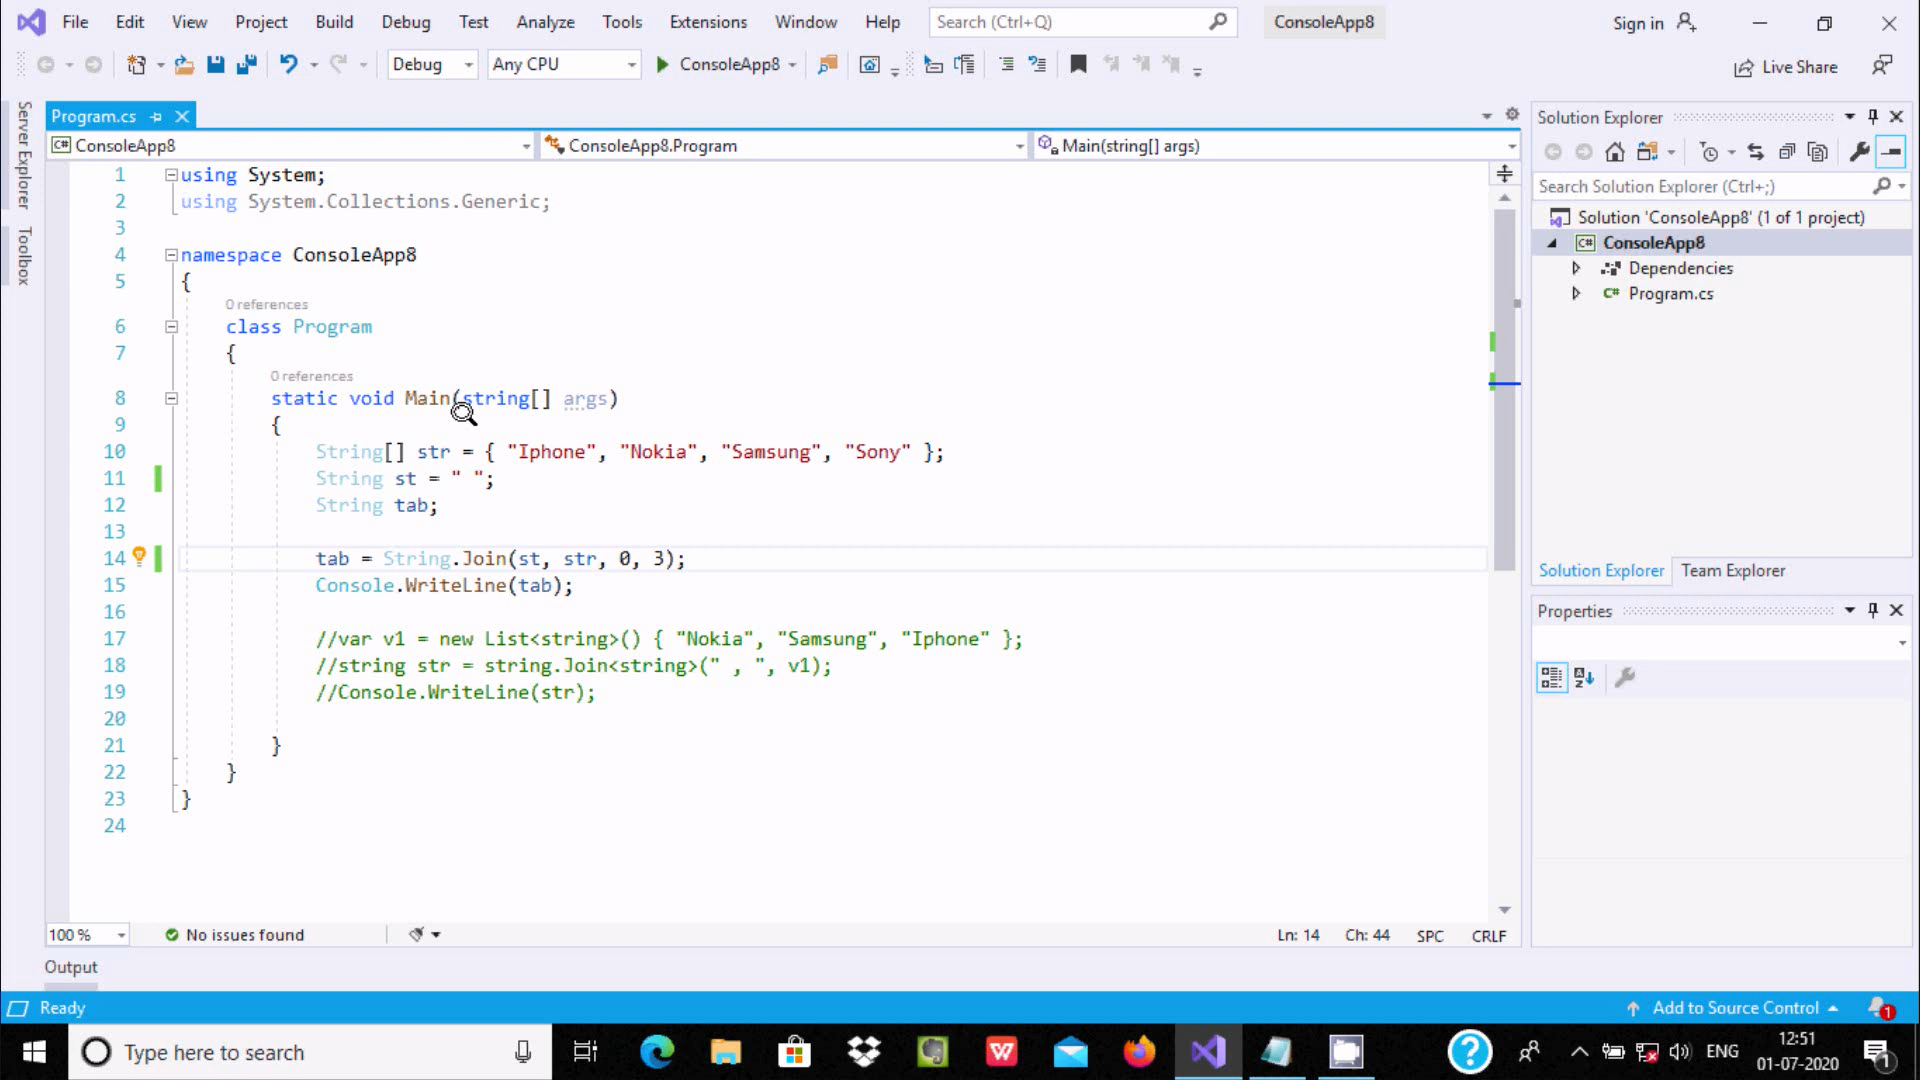 File Edit View Project Build Debug Test Analyze Tools Extensions Window Help Search (Ctrl+Q) ConsoleApp8 Sign in
Debug Any CPU ConsoleApp8 Live Share
Server Explorer
Toolbox
Program.cs
ConsoleApp8 ConsoleApp8.Program Main(string[] args)
1 using System;
2 using System.Collections.Generic;
3
4 namespace ConsoleApp8
5 {
0 references
6 class Program
7 {
0 references
8 static void Main(string[] args)
9 {
10 String[] str = { "Iphone", "Nokia", "Samsung", "Sony" };
11 String st = " ";
12 String tab;
13
14 tab = String.Join(st, str, 0, 3);
15 Console.WriteLine(tab);
16
17 //var v1 = new List<string>() { "Nokia", "Samsung", "Iphone" };
18 //string str = string.Join<string>(" , ", v1);
19 //Console.WriteLine(str);
20
21 }
22 }
23 }
24
100 % No issues found Ln: 14 Ch: 44 SPC CRLF
Output
Solution Explorer
Search Solution Explorer (Ctrl+;)
Solution 'ConsoleApp8' (1 of 1 project)
C# ConsoleApp8
Dependencies
C# Program.cs
Solution Explorer Team Explorer
Properties
Ready Add to Source Control 1
Type here to search ENG 12:51
01-07-2020 1